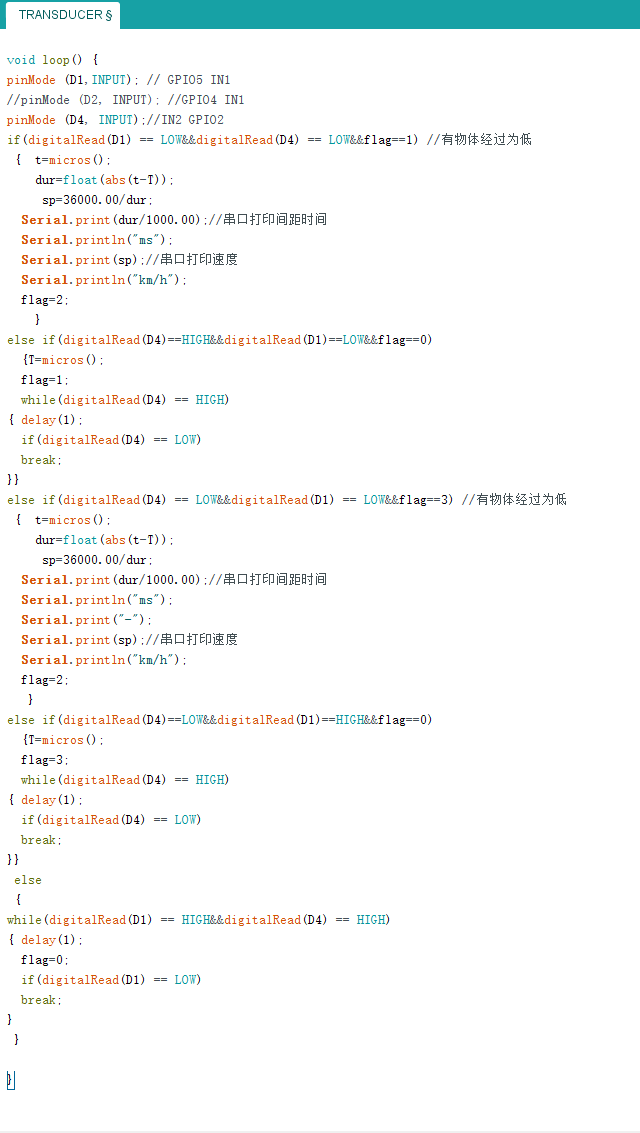 TRANSDUCER §
void loop() {
pinMode (D1,INPUT); // GPIO5 IN1
//pinMode (D2, INPUT); //GPIO4 IN1
pinMode (D4, INPUT);//IN2 GPIO2
if(digitalRead(D1) == LOW&&digitalRead(D4) == LOW&&flag==1) //有物体经过为低
{ t=micros();
dur=float(abs(t-T));
sp=36000.00/dur;
Serial.print(dur/1000.00);//串口打印间距时间
Serial.println("ms");
Serial.print(sp);//串口打印速度
Serial.println("km/h");
flag=2;
}
else if(digitalRead(D4)==HIGH&&digitalRead(D1)==LOW&&flag==0)
{T=micros();
flag=1;
while(digitalRead(D4) == HIGH)
{ delay(1);
if(digitalRead(D4) == LOW)
break;
}}
else if(digitalRead(D4) == LOW&&digitalRead(D1) == LOW&&flag==3) //有物体经过为低
{ t=micros();
dur=float(abs(t-T));
sp=36000.00/dur;
Serial.print(dur/1000.00);//串口打印间距时间
Serial.println("ms");
Serial.print("-");
Serial.print(sp);//串口打印速度
Serial.println("km/h");
flag=2;
}
else if(digitalRead(D4)==LOW&&digitalRead(D1)==HIGH&&flag==0)
{T=micros();
flag=3;
while(digitalRead(D4) == HIGH)
{ delay(1);
if(digitalRead(D4) == LOW)
break;
}}
else
{
while(digitalRead(D1) == HIGH&&digitalRead(D4) == HIGH)
{ delay(1);
flag=0;
if(digitalRead(D1) == LOW)
break;
}
}
}